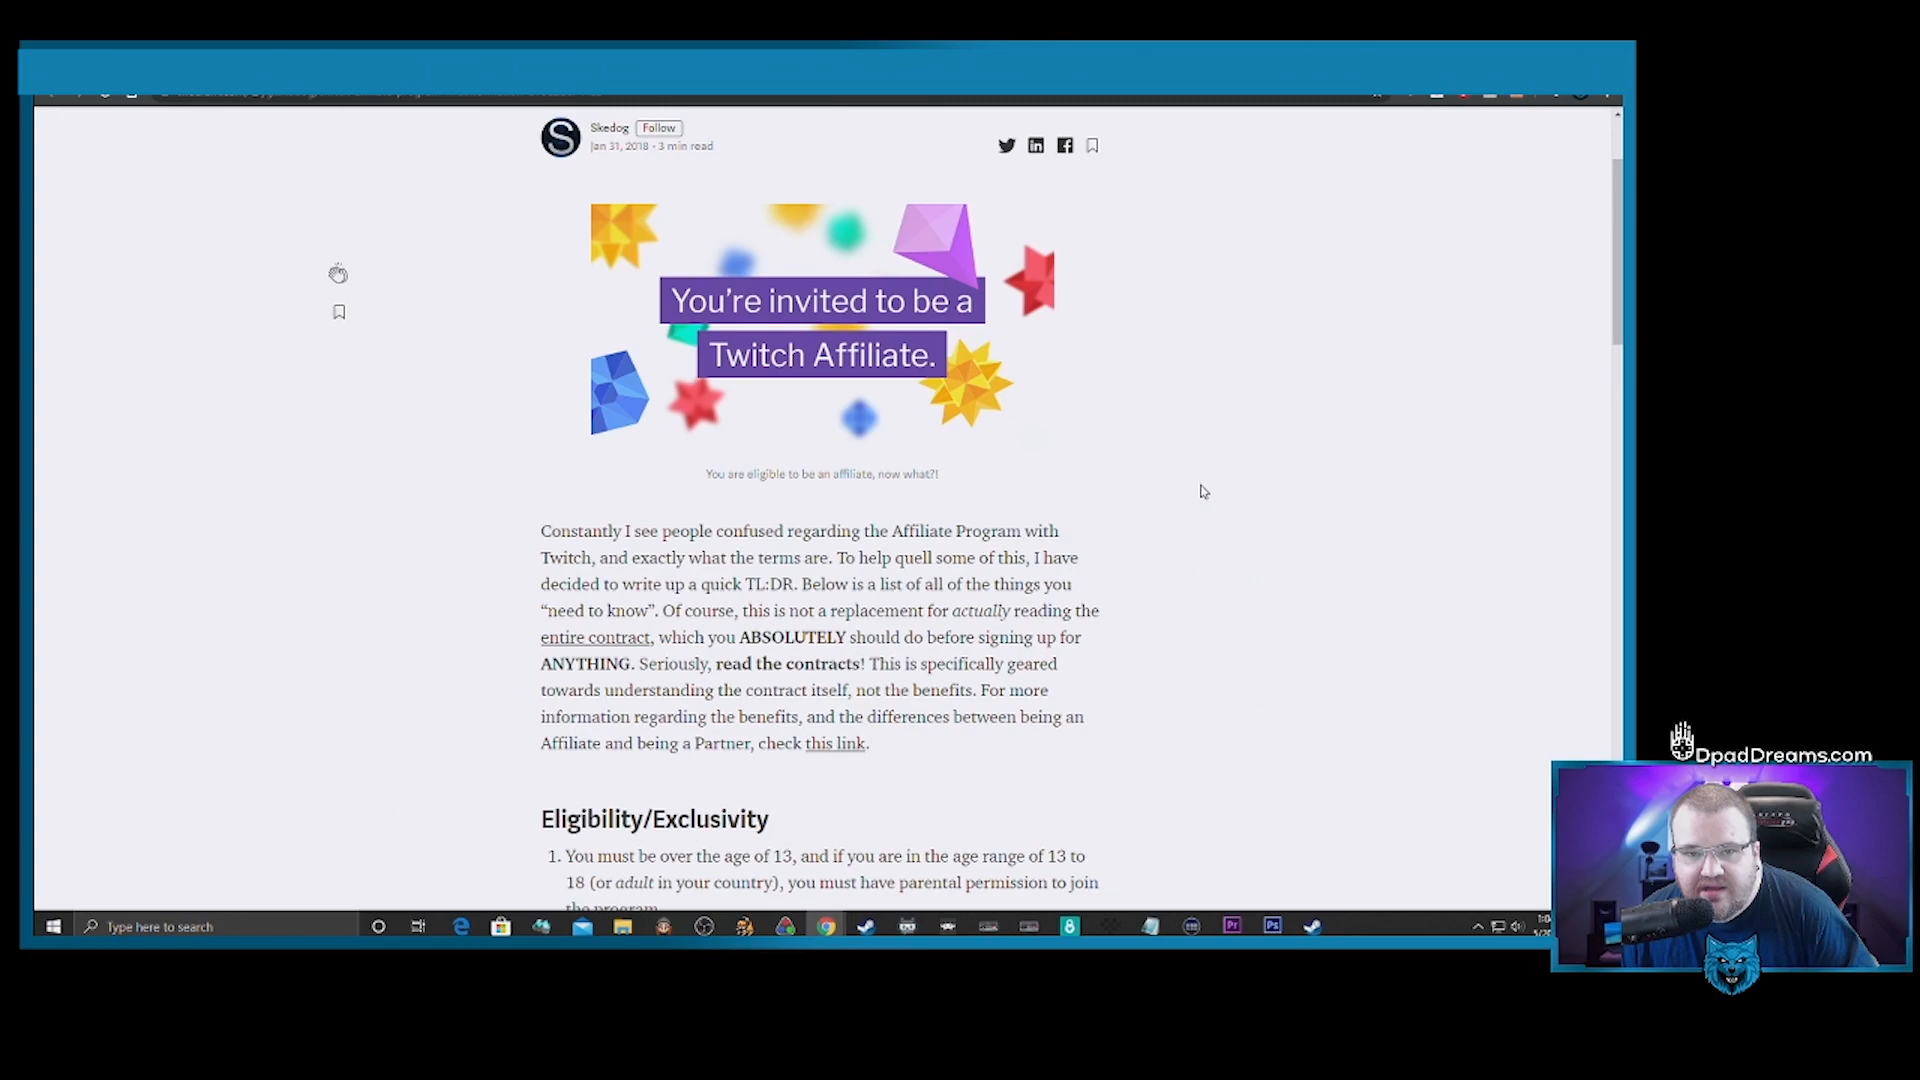 Skedog Follow
Jan 31, 2018 · 3 min read
You’re invited to be a
Twitch Affiliate.
You are eligible to be an affiliate, now what?!
Constantly I see people confused regarding the Affiliate Program with
Twitch, and exactly what the terms are. To help quell some of this, I have
decided to write up a quick TL:DR. Below is a list of all of the things you
“need to know”. Of course, this is not a replacement for actually reading the
entire contract, which you ABSOLUTELY should do before signing up for
ANYTHING. Seriously, read the contracts! This is specifically geared
towards understanding the contract itself, not the benefits. For more
information regarding the benefits, and the differences between being an
Affiliate and being a Partner, check this link.
Eligibility/Exclusivity
1. You must be over the age of 13, and if you are in the age range of 13 to
18 (or adult in your country), you must have parental permission to join
the program
DpadDreams.com
Type here to search
Pr
Ps